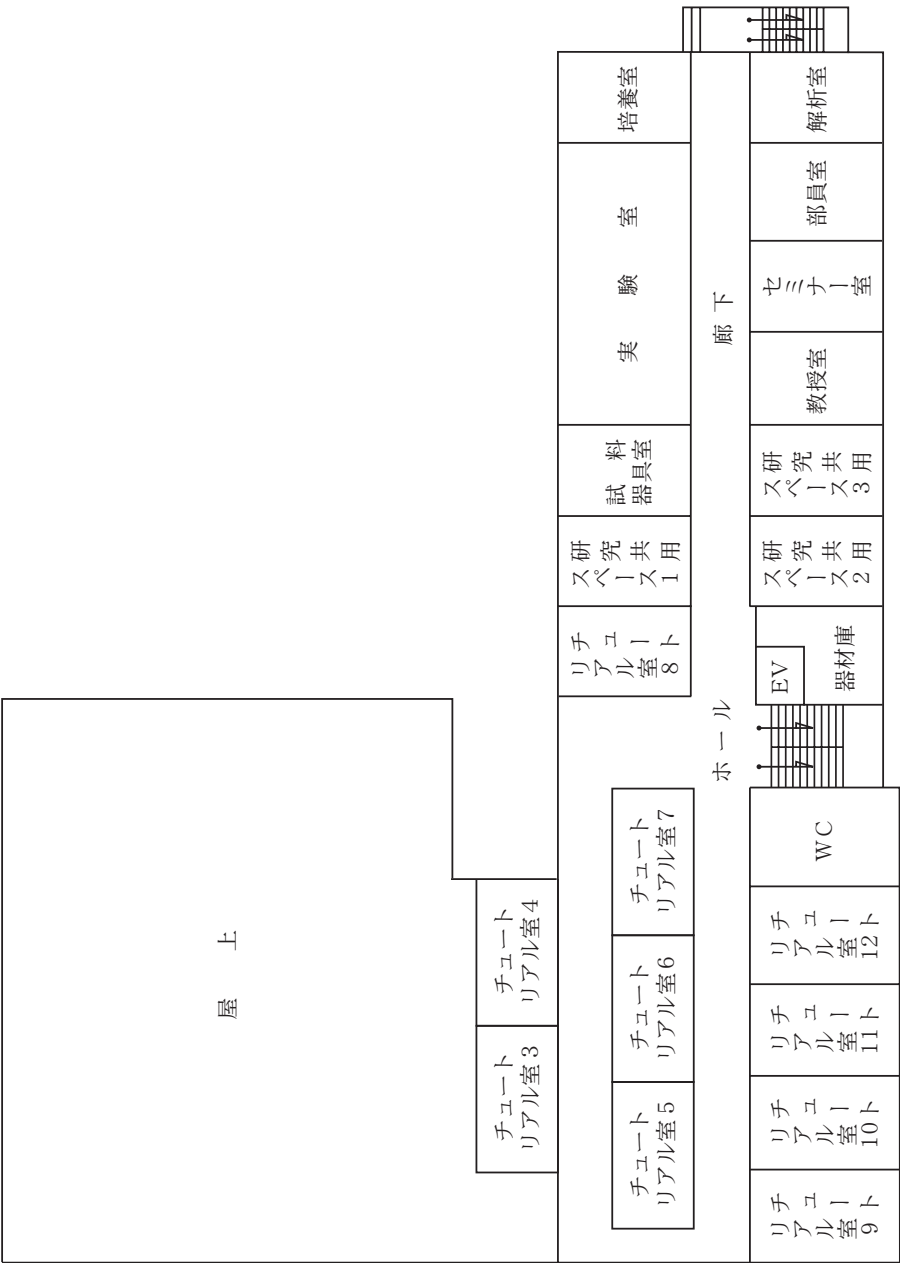 屋上
チュート
リアル室3
チュート
リアル室4
チュート
リアル室5
チュート
リアル室6
チュート
リアル室7
チュート
リアル室8
研究共用
スペース1
試料
器具室
実験室
培養室
ホール
廊下
チュート
リアル室9
チュート
リアル室10
チュート
リアル室11
チュート
リアル室12
WC
EV
器材庫
研究共用
スペース2
研究共用
スペース3
教授室
セミナー室
部員室
解析室